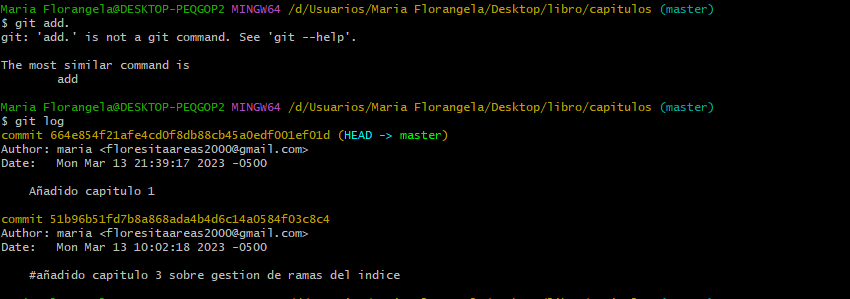 Maria Florangela@DESKTOP-PEQGOP2 MINGW64 /d/Usuarios/Maria Florangela/Desktop/libro/capitulos (master)
$ git add.
git: 'add.' is not a git command. See 'git --help'.
The most similar command is
add
Maria Florangela@DESKTOP-PEQGOP2 MINGW64 /d/Usuarios/Maria Florangela/Desktop/libro/capitulos (master)
$ git log
commit 664e854f21afe4cd0f8db88cb45a0edf001ef01d (HEAD -> master)
Author: maria <floresitaareas2000@gmail.com>
Date:   Mon Mar 13 21:39:17 2023 -0500
Añadido capitulo 1
commit 51b96b51fd7b8a868ada4b4d6c14a0584f03c8c4
Author: maria <floresitaareas2000@gmail.com>
Date:   Mon Mar 13 10:02:18 2023 -0500
#añadido capitulo 3 sobre gestion de ramas del indice